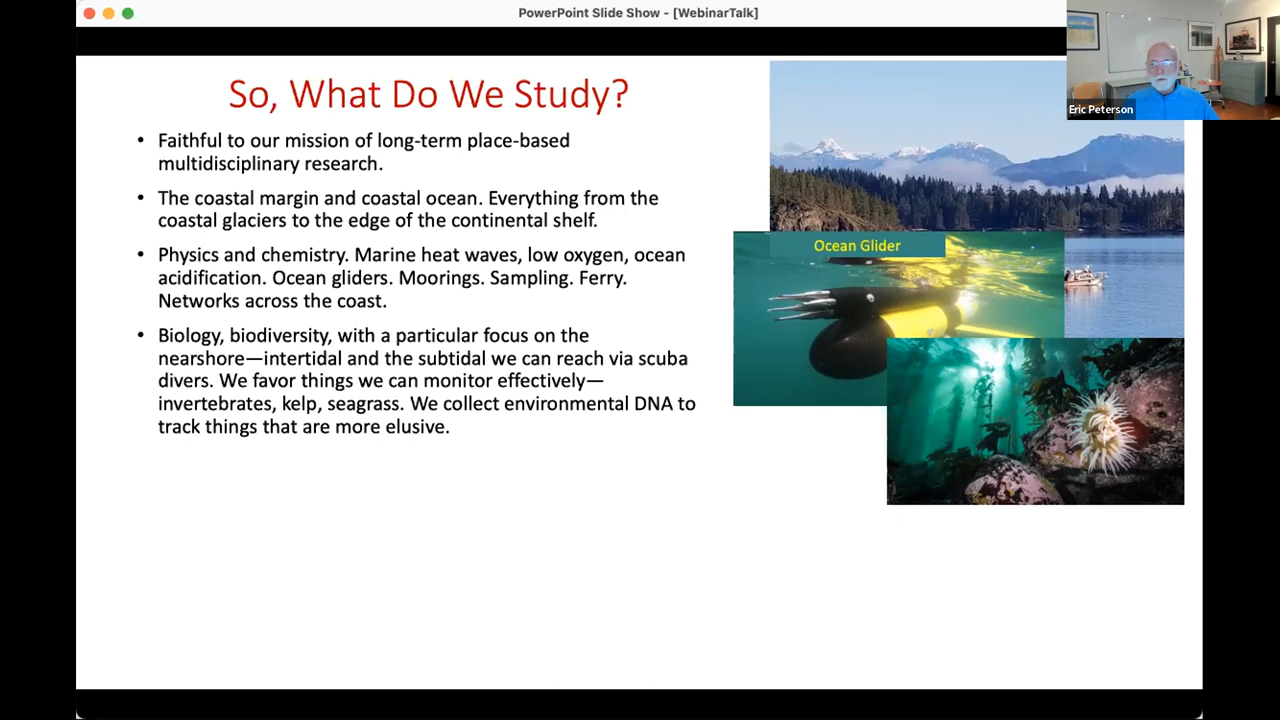 PowerPoint Slide Show - [WebinarTalk]
Eric Peterson
So, What Do We Study?
• Faithful to our mission of long-term place-based
multidisciplinary research.
• The coastal margin and coastal ocean. Everything from the
coastal glaciers to the edge of the continental shelf.
• Physics and chemistry. Marine heat waves, low oxygen, ocean
acidification. Ocean gliders. Moorings. Sampling. Ferry.
Networks across the coast.
• Biology, biodiversity, with a particular focus on the
nearshore—intertidal and the subtidal we can reach via scuba
divers. We favor things we can monitor effectively—
invertebrates, kelp, seagrass. We collect environmental DNA to
track things that are more elusive.
Ocean Glider